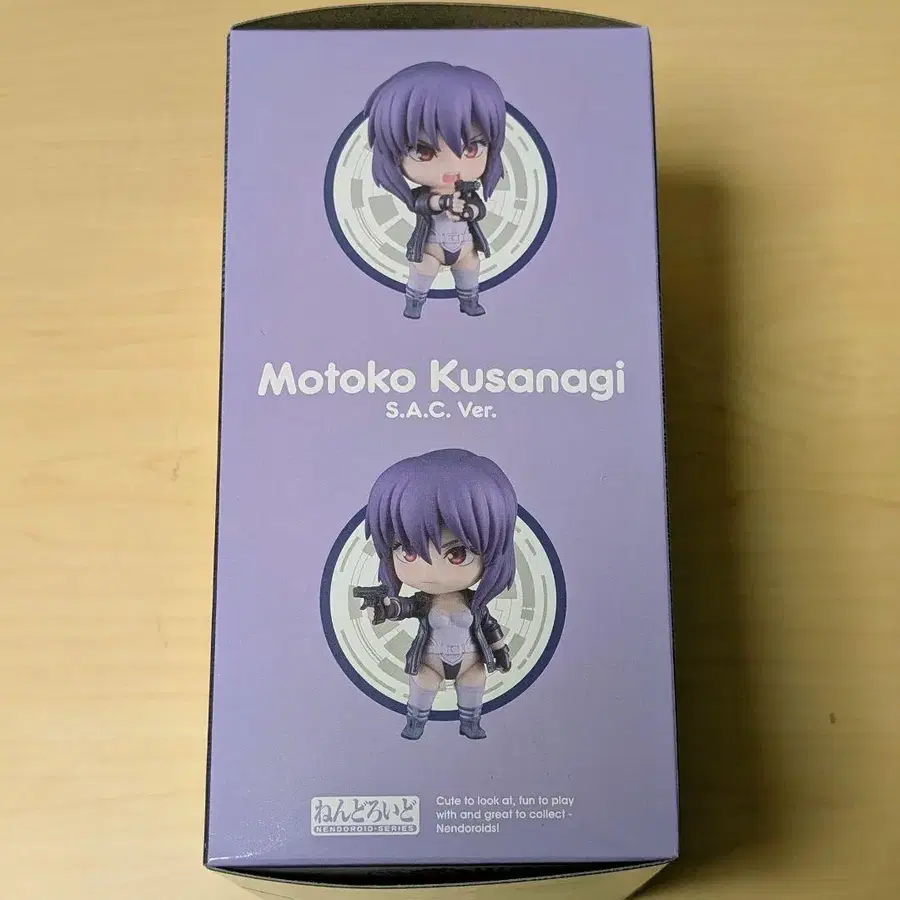 Motoko Kusanagi
S.A.C. Ver.
ねんどろいど
NENDOROID-SERIES
Cute to look at, fun to play
with and great to collect -
Nendoroids!